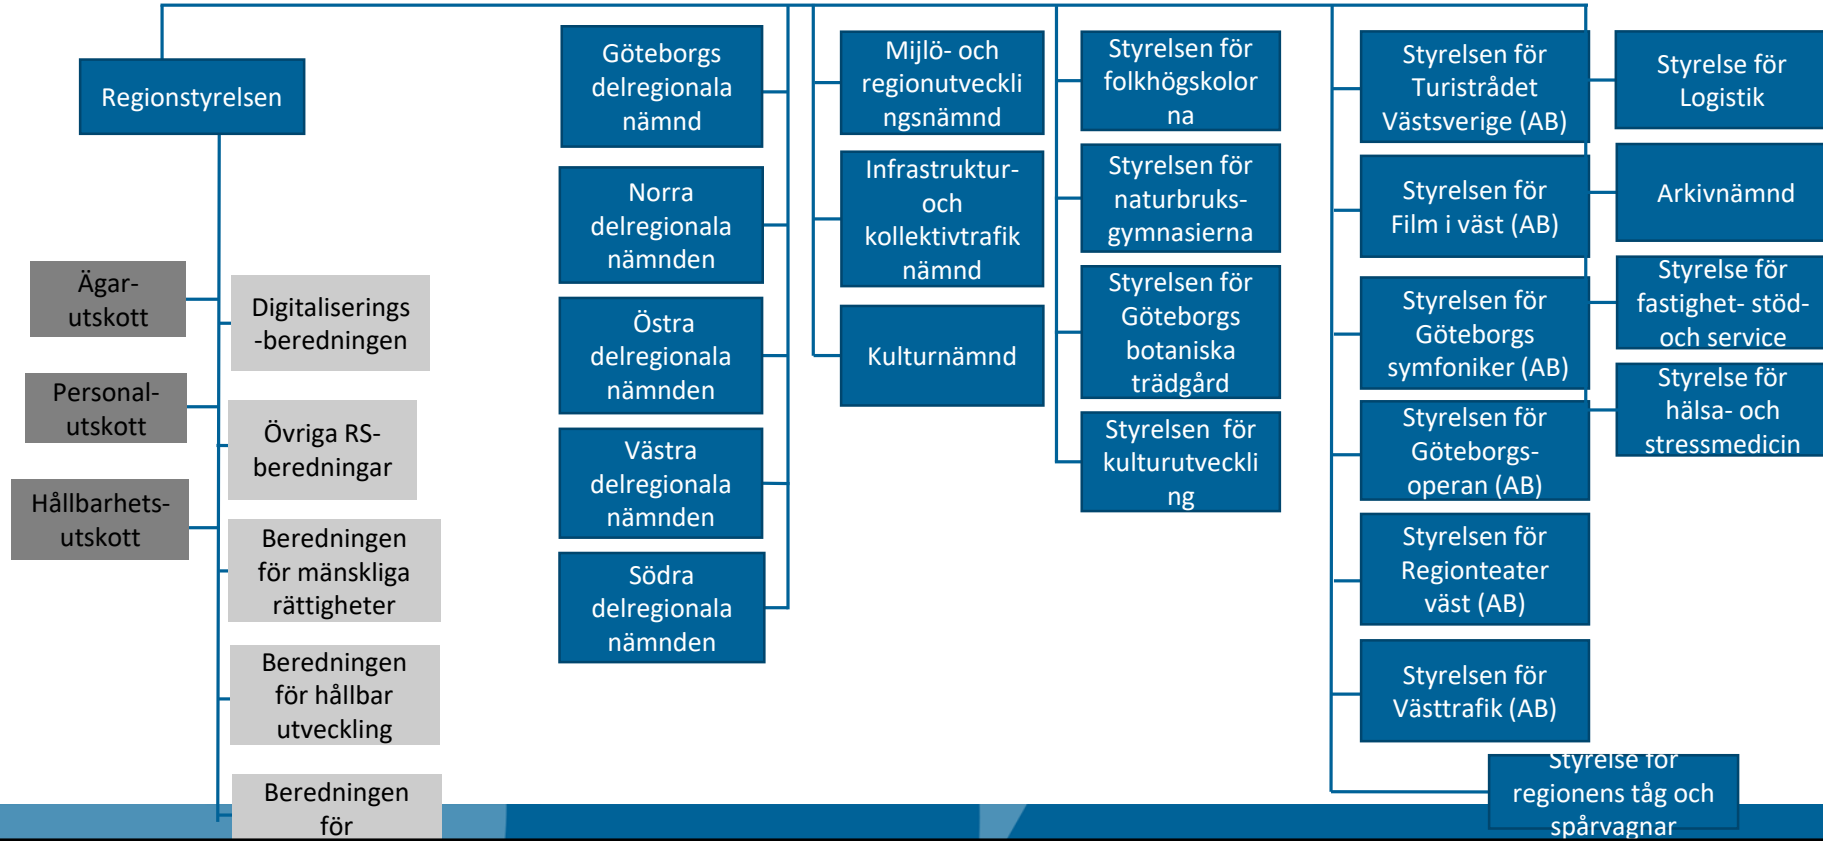 Regionstyrelsen
Ägar-
utskott
Personal-
utskott
Hållbarhets-
utskott
Digitaliserings
-beredningen
Övriga RS-
beredningar
Beredningen
för mänskliga
rättigheter
Beredningen
för hållbar
utveckling
Beredningen
för
Göteborgs
delregionala
nämnd
Norra
delregionala
nämnden
Östra
delregionala
nämnden
Västra
delregionala
nämnden
Södra
delregionala
nämnden
Mijlö- och
regionutveckli
ngsnämnd
Infrastruktur-
och
kollektivtrafik
nämnd
Kulturnämnd
Styrelsen för
folkhögskolor
na
Styrelsen för
naturbruks-
gymnasierna
Styrelsen för
Göteborgs
botaniska
trädgård
Styrelsen för
kulturutveckli
ng
Styrelsen för
Turistrådet
Västsverige (AB)
Styrelsen för
Film i väst (AB)
Styrelsen för
Göteborgs
symfoniker (AB)
Styrelsen för
Göteborgs-
operan (AB)
Styrelsen för
Regionteater
väst (AB)
Styrelsen för
Västtrafik (AB)
Styrelse för
regionens tåg och
spårvagnar
Styrelse för
Logistik
Arkivnämnd
Styrelse för
fastighet- stöd-
och service
Styrelse för
hälsa- och
stressmedicin